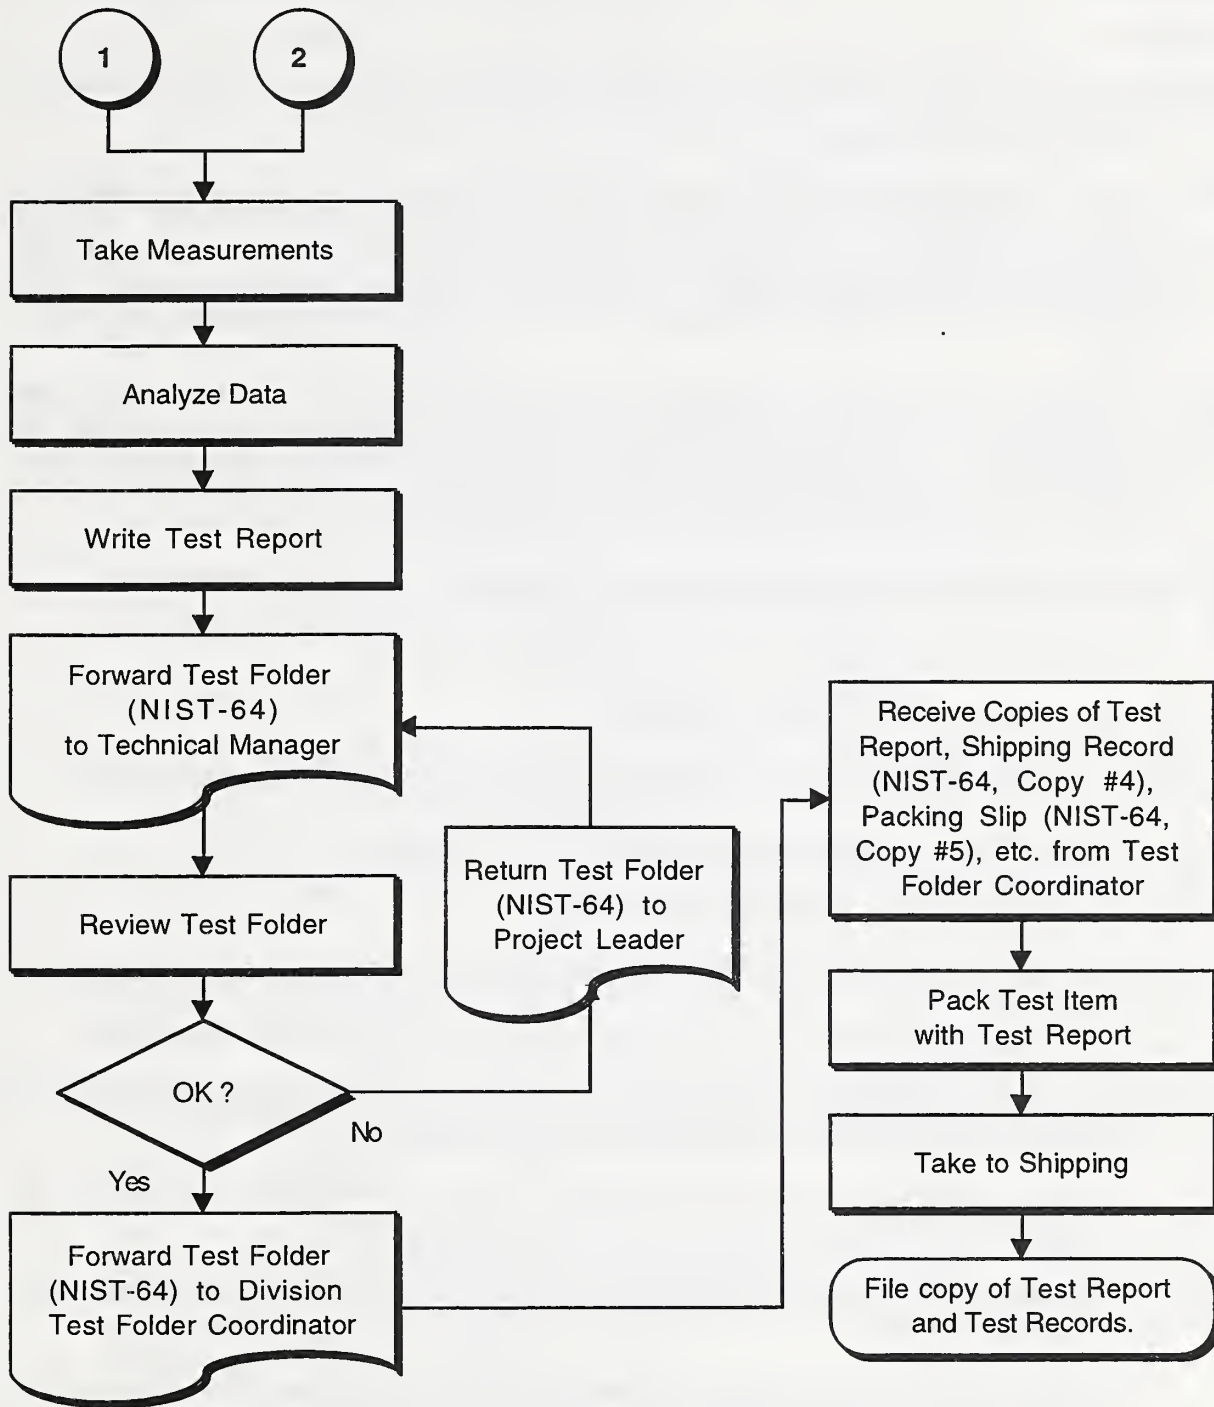 1
2
Take Measurements
Analyze Data
Write Test Report
Forward Test Folder
(NIST-64)
to Technical Manager
Review Test Folder
OK ?
No
Yes
Return Test Folder
(NIST-64) to
Project Leader
Forward Test Folder
(NIST-64) to Division
Test Folder Coordinator
Receive Copies of Test
Report, Shipping Record
(NIST-64, Copy #4),
Packing Slip (NIST-64,
Copy #5), etc. from Test
Folder Coordinator
Pack Test Item
with Test Report
Take to Shipping
File copy of Test Report
and Test Records.